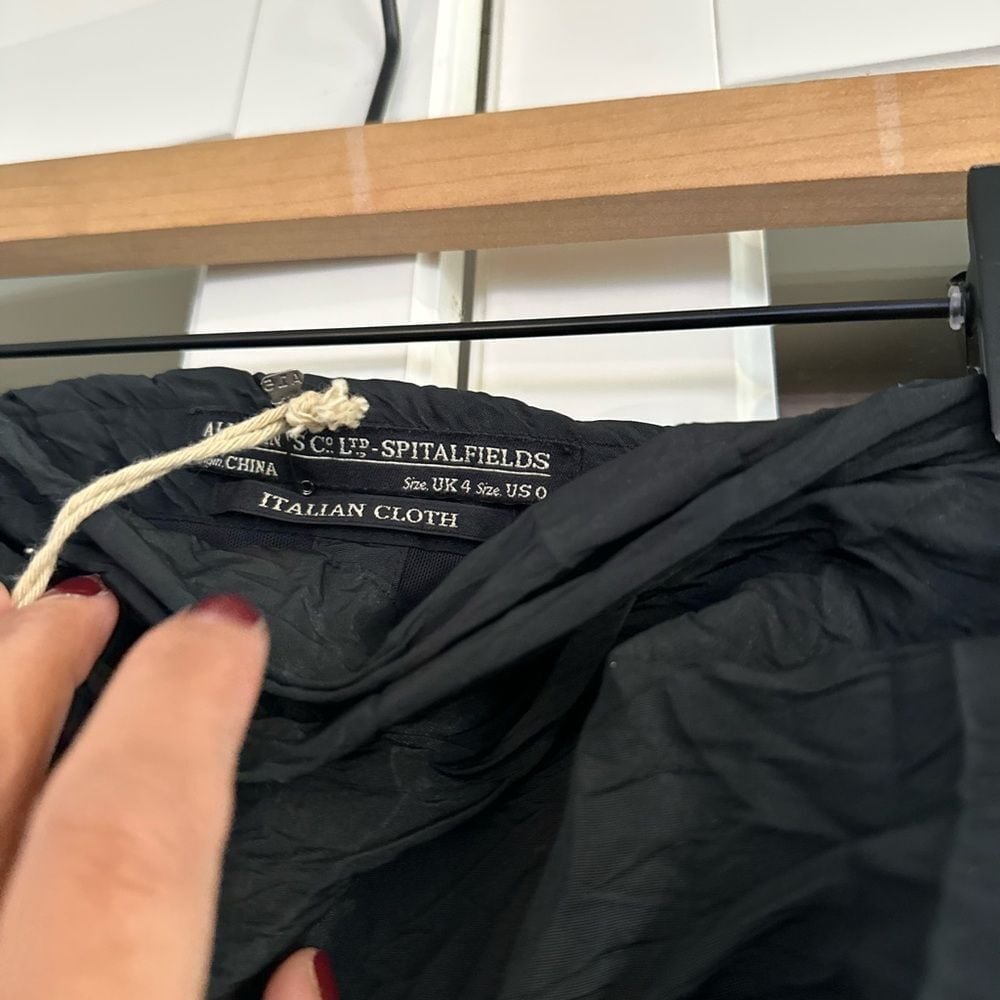 'S Co. LTD - SPITALFIELDS
CHINA
Size. UK 4 Size. US 0
ITALIAN CLOTH